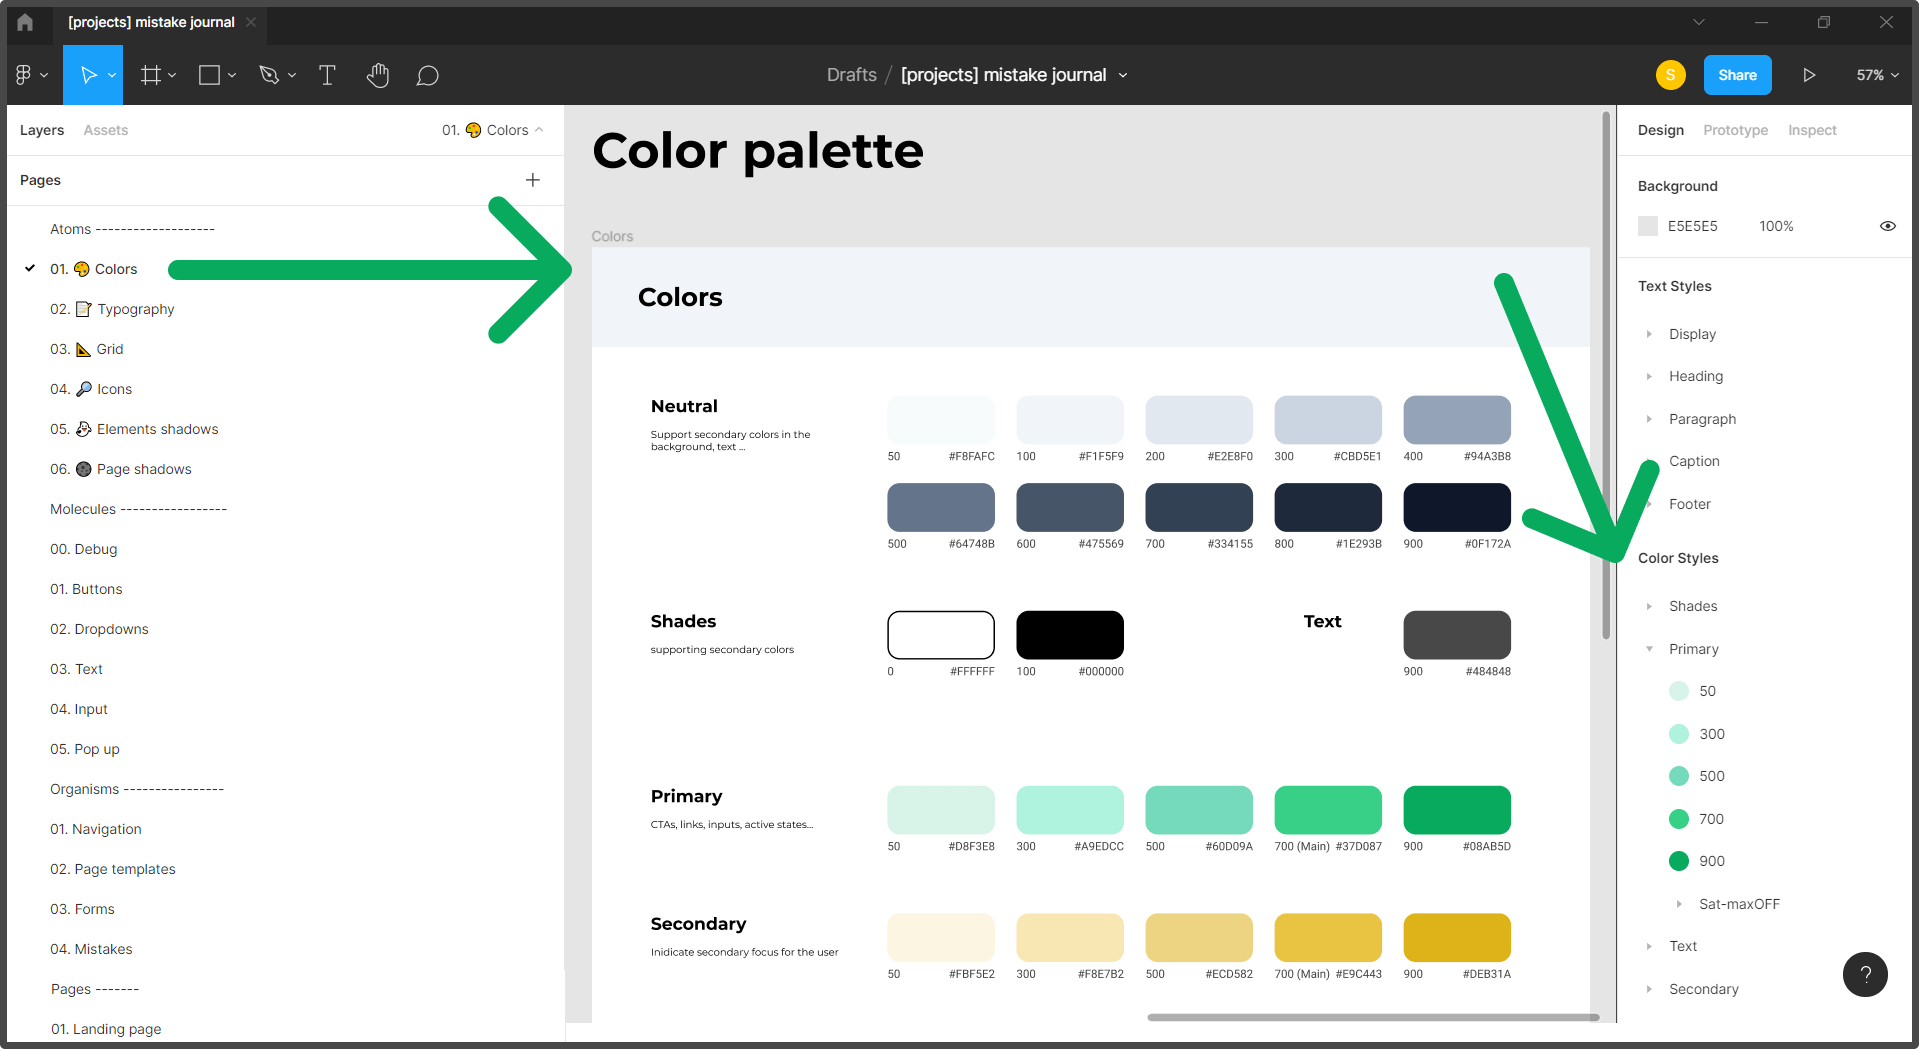 [projects] mistake journal
Drafts / [projects] mistake journal
S
Share
57%
Layers Assets 01. 🎨 Colors
Pages
Atoms -------------------
01. 🎨 Colors
02. 📝 Typography
03. 📐 Grid
04. 🔎 Icons
05. 👻 Elements shadows
06. 🌑 Page shadows
Molecules -----------------
00. Debug
01. Buttons
02. Dropdowns
03. Text
04. Input
05. Pop up
Organisms ----------------
01. Navigation
02. Page templates
03. Forms
04. Mistakes
Pages -------
01. Landing page
Color palette
Colors
Colors
Neutral
Support secondary colors in the
background, text ...
50 #F8FAFC 100 #F1F5F9 200 #E2E8F0 300 #CBD5E1 400 #94A3B8
500 #64748B 600 #475569 700 #334155 800 #1E293B 900 #0F172A
Shades
supporting secondary colors
0 #FFFFFF 100 #000000
Text
900 #484848
Primary
CTAs, links, inputs, active states...
50 #D8F3E8 300 #A9EDCC 500 #60D09A 700 (Main) #37D087 900 #08AB5D
Secondary
Inidicate secondary focus for the user
50 #FBF5E2 300 #F8E7B2 500 #ECD582 700 (Main) #E9C443 900 #DEB31A
Design Prototype Inspect
Background
E5E5E5 100%
Text Styles
Display
Heading
Paragraph
Caption
Footer
Color Styles
Shades
Primary
50
300
500
700
900
Sat-maxOFF
Text
Secondary
?